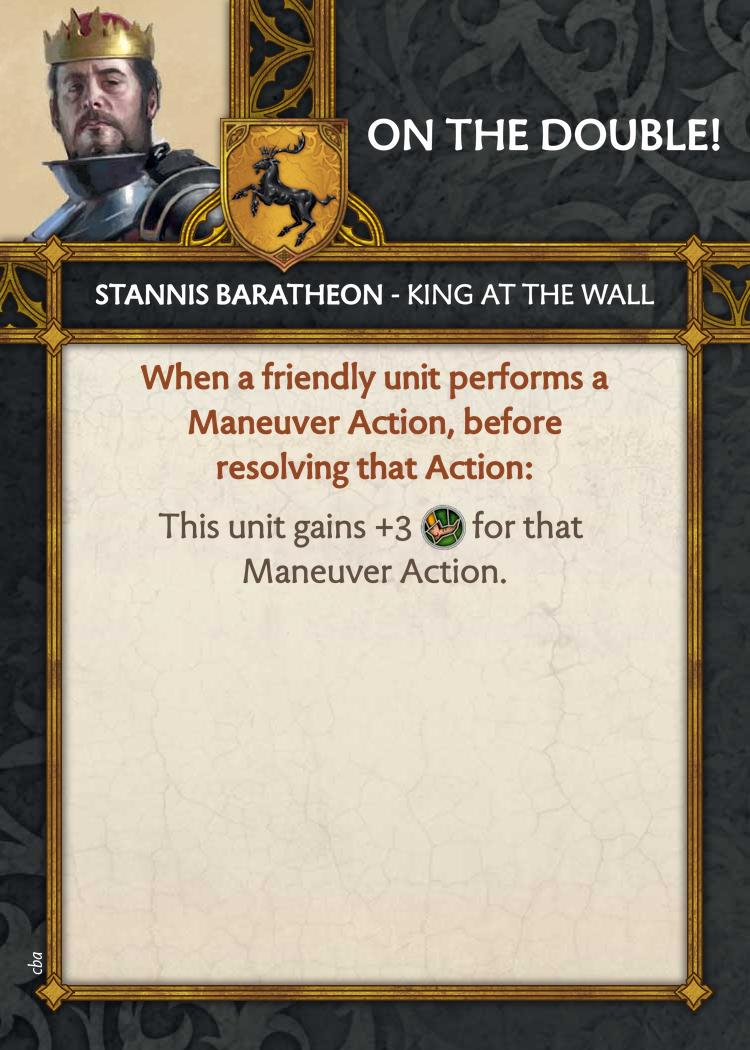 ON THE DOUBLE!
STANNIS BARATHEON - KING AT THE WALL
When a friendly unit performs a
Maneuver Action, before
resolving that Action:
This unit gains +3 for that
Maneuver Action.
cba